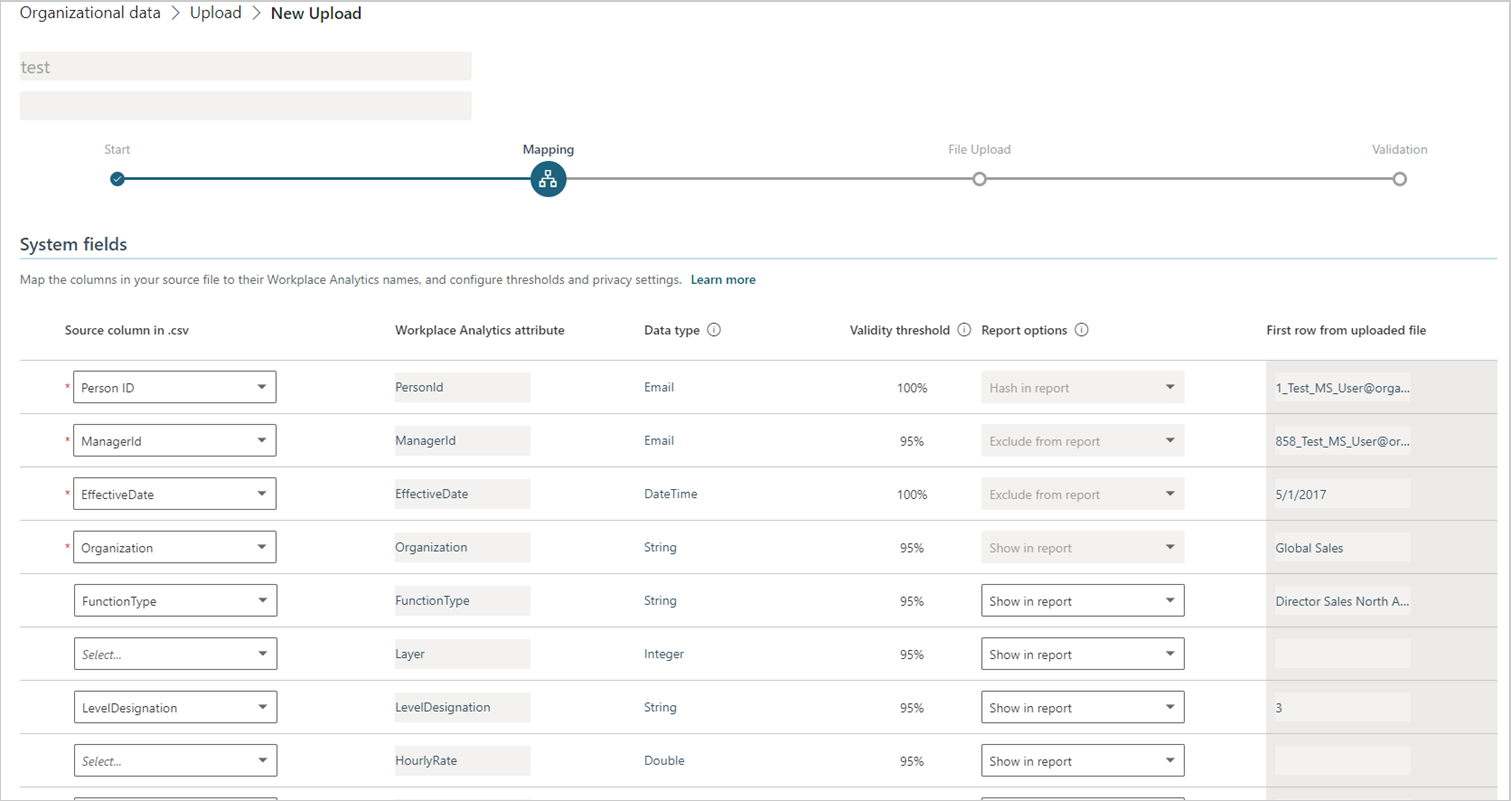 Organizational data > Upload > New Upload
test
Start Mapping File Upload Validation
System fields
Map the columns in your source file to their Workplace Analytics names, and configure thresholds and privacy settings. Learn more
Source column in .csv Workplace Analytics attribute Data type Validity threshold Report options First row from uploaded file
* Person ID PersonId Email 100% Hash in report 1_Test_MS_User@orga...
* ManagerId ManagerId Email 95% Exclude from report 858_Test_MS_User@or...
* EffectiveDate EffectiveDate DateTime 100% Exclude from report 5/1/2017
* Organization Organization String 95% Show in report Global Sales
FunctionType FunctionType String 95% Show in report Director Sales North A...
Select... Layer Integer 95% Show in report
LevelDesignation LevelDesignation String 95% Show in report 3
Select... HourlyRate Double 95% Show in report